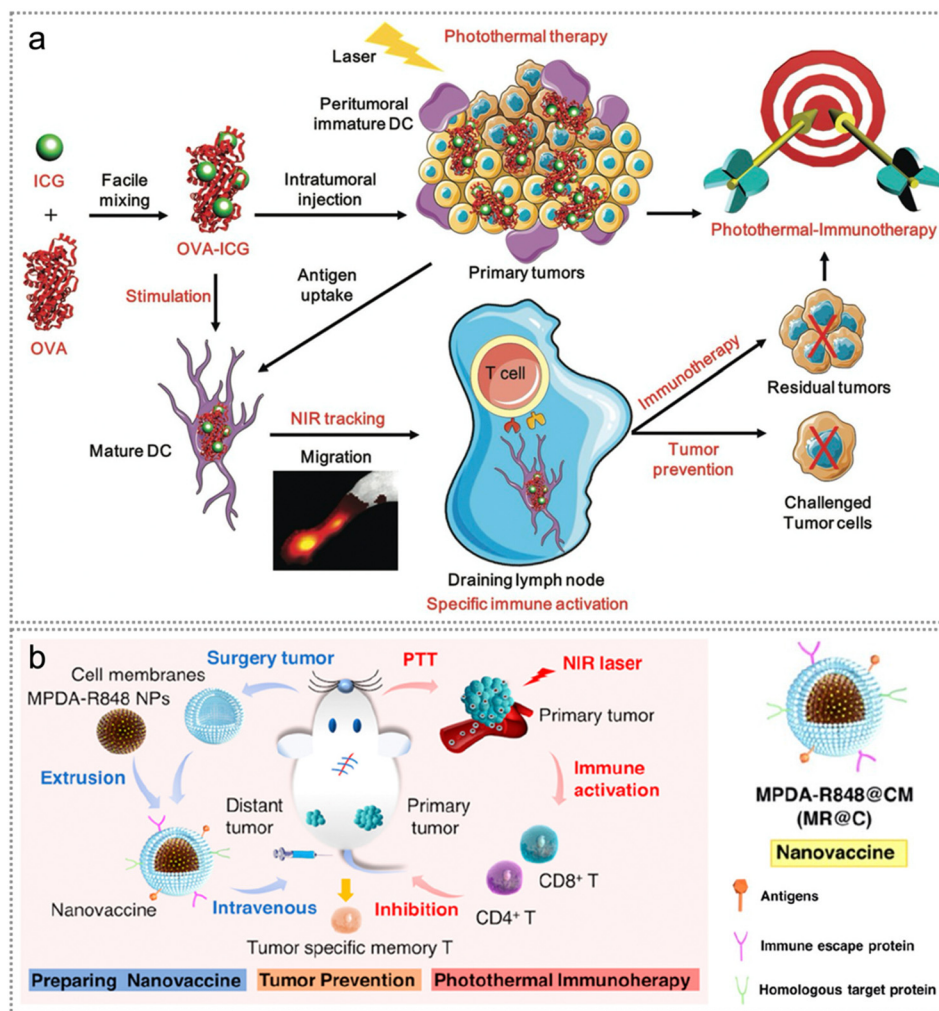 a
Laser
Photothermal therapy
Peritumoral
immature DC
ICG
+
OVA
Facile
mixing
OVA-ICG
Intratumoral
injection
Primary tumors
Photothermal-Immunotherapy
Stimulation
Antigen
uptake
Mature DC
NIR tracking
Migration
T cell
Draining lymph node
Specific immune activation
Immunotherapy
Residual tumors
Tumor
prevention
Challenged
Tumor cells
b
Cell membranes
MPDA-R848 NPs
Surgery tumor
Extrusion
Nanovaccine
Intravenous
Distant
tumor
Primary
tumor
PTT
NIR laser
Primary tumor
Immune
activation
CD8+ T
CD4+ T
Inhibition
Tumor specific memory T
Preparing Nanovaccine
Tumor Prevention
Photothermal Immunoherapy
MPDA-R848@CM
(MR@C)
Nanovaccine
Antigens
Immune escape protein
Homologous target protein